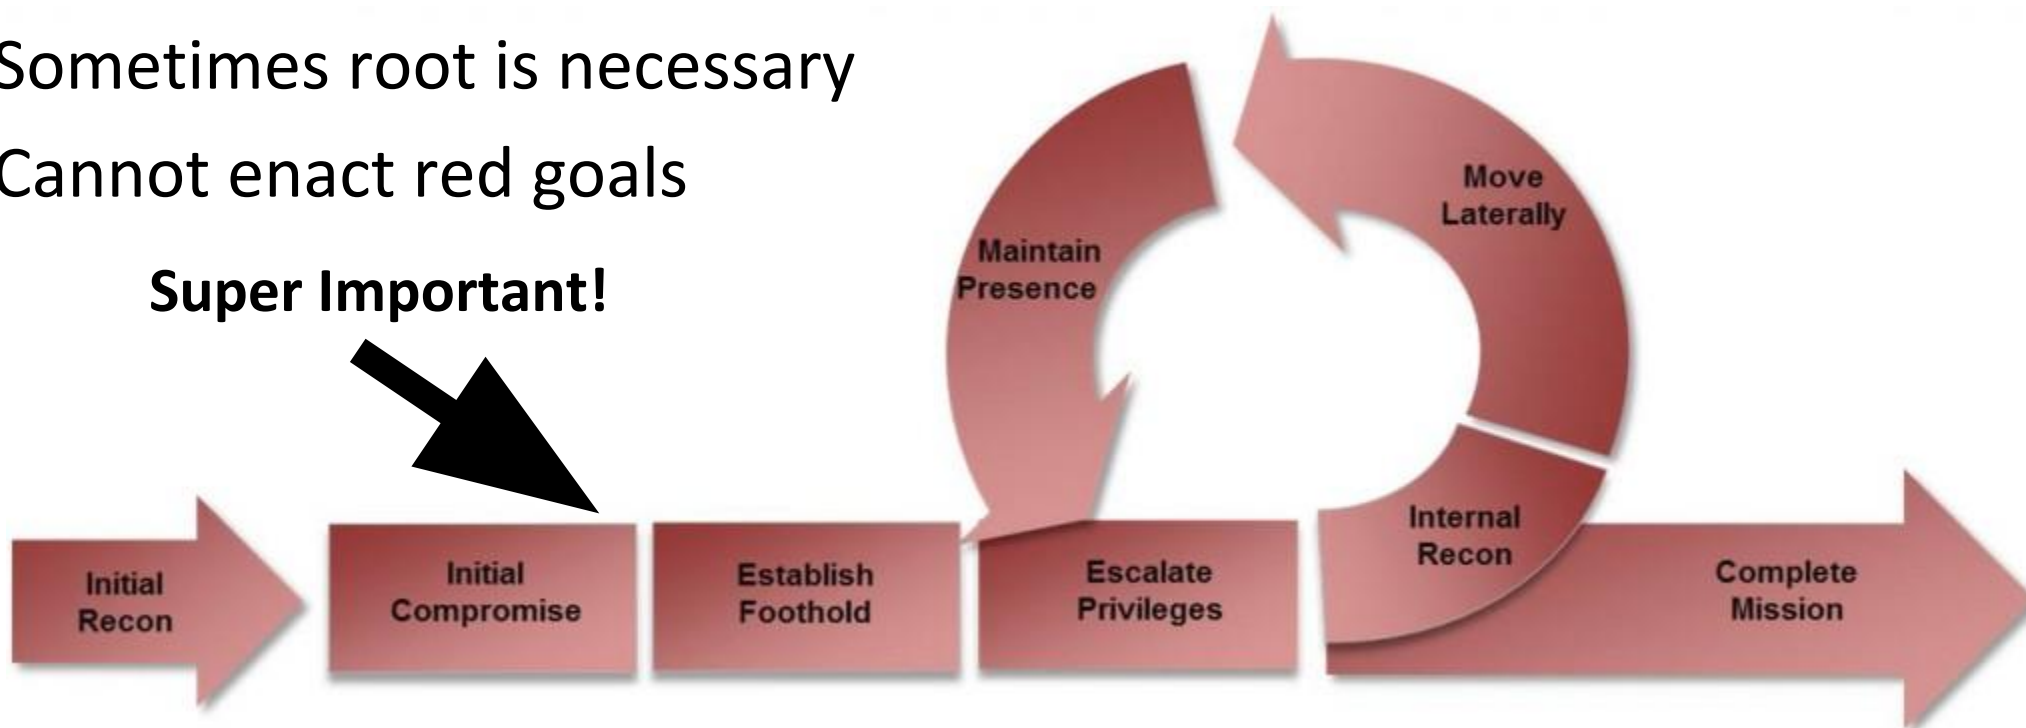 Sometimes root is necessary
Cannot enact red goals
Super Important!
Maintain
Presence
Move
Laterally
Initial
Recon
Initial
Compromise
Establish
Foothold
Escalate
Privileges
Internal
Recon
Complete
Mission